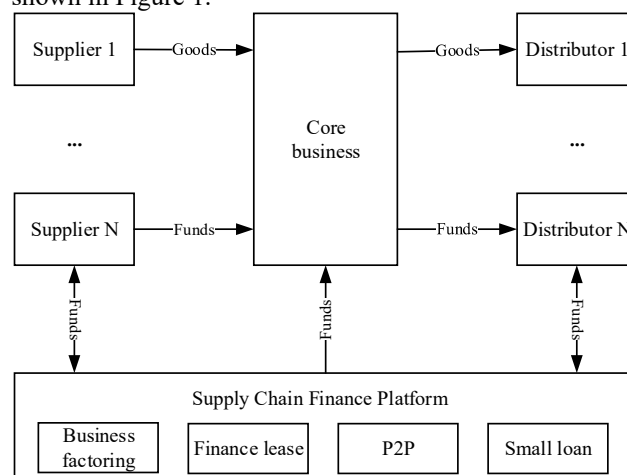 shown in Figure 1.
Supplier 1
Goods
Core
business
Goods
Distributor 1
...
...
Supplier N
Funds
Funds
Distributor N
Funds
Funds
Funds
Supply Chain Finance Platform
Business
factoring
Finance lease
P2P
Small loan